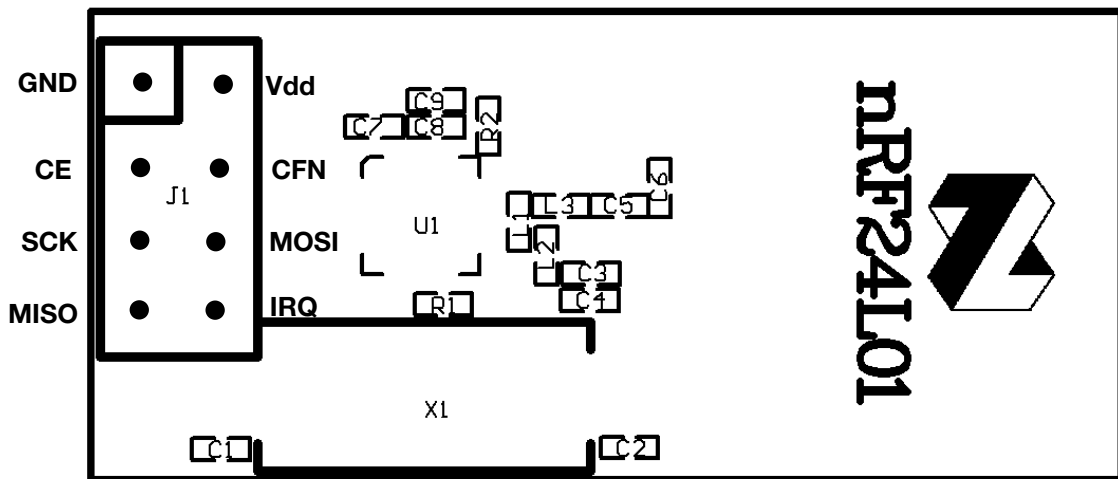 GND
Vdd
CE
CFN
SCK
MOSI
MISO
IRQ
J1
C9
C7
C8
R2
C6
U1
L1
L3
C5
L2
C3
C4
R1
X1
C1
C2
nRF24L01